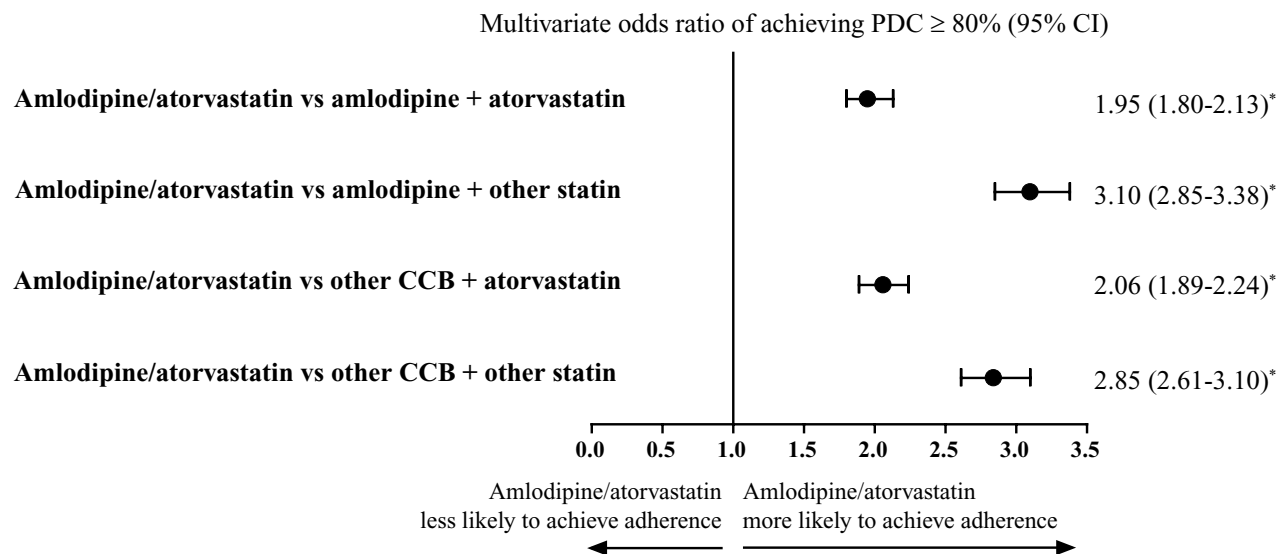 Multivariate odds ratio of achieving PDC ≥ 80% (95% CI)
Amlodipine/atorvastatin vs amlodipine + atorvastatin
1.95 (1.80-2.13)*
Amlodipine/atorvastatin vs amlodipine + other statin
3.10 (2.85-3.38)*
Amlodipine/atorvastatin vs other CCB + atorvastatin
2.06 (1.89-2.24)*
Amlodipine/atorvastatin vs other CCB + other statin
2.85 (2.61-3.10)*
0.0 0.5 1.0 1.5 2.0 2.5 3.0 3.5
Amlodipine/atorvastatin
less likely to achieve adherence
Amlodipine/atorvastatin
more likely to achieve adherence